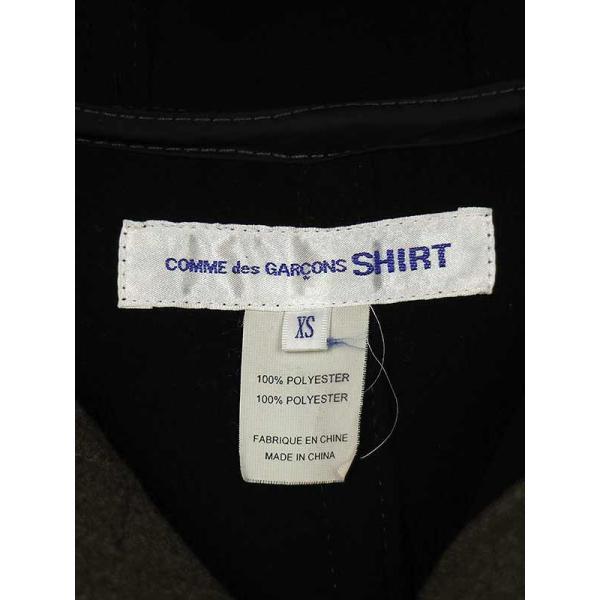 COMME des GARÇONS SHIRT
XS
100% POLYESTER
100% POLYESTER
FABRIQUE EN CHINE
MADE IN CHINA